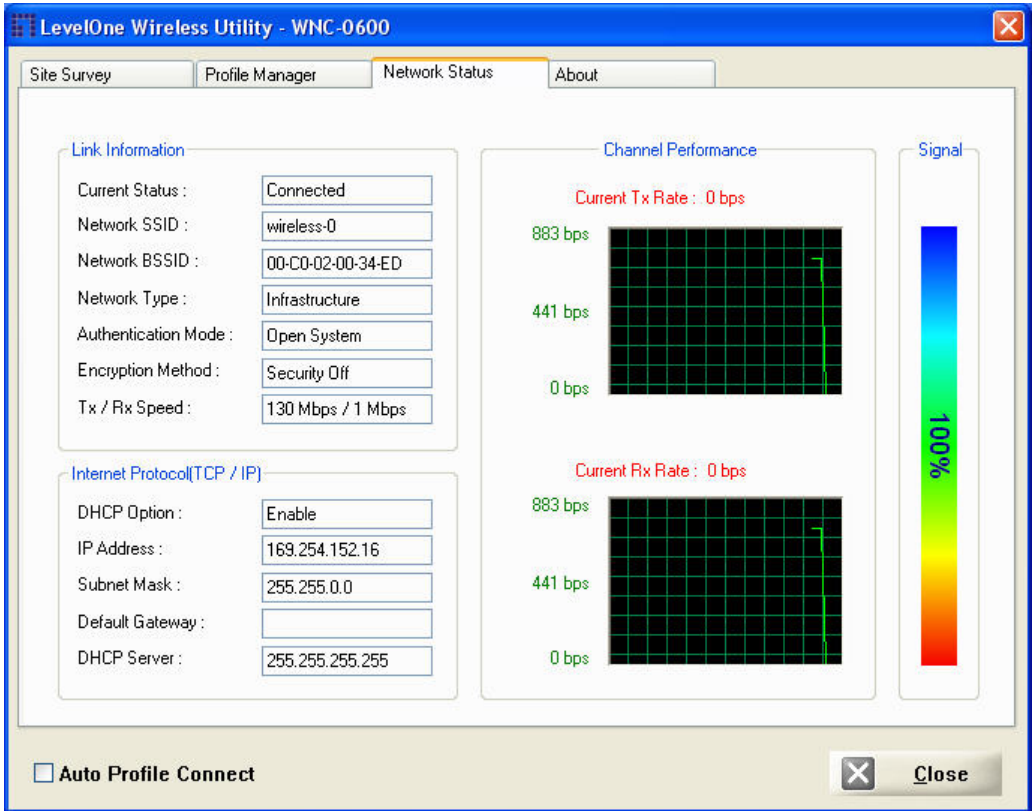 LevelOne Wireless Utility - WNC-0600
Site Survey
Profile Manager
Network Status
About
Link Information
Current Status : Connected
Network SSID : wireless-0
Network BSSID : 00-C0-02-00-34-ED
Network Type : Infrastructure
Authentication Mode : Open System
Encryption Method : Security Off
Tx / Rx Speed : 130 Mbps / 1 Mbps
Internet Protocol(TCP / IP)
DHCP Option : Enable
IP Address : 169.254.152.16
Subnet Mask : 255.255.0.0
Default Gateway :
DHCP Server : 255.255.255.255
Channel Performance
Current Tx Rate : 0 bps
883 bps
441 bps
0 bps
Current Rx Rate : 0 bps
883 bps
441 bps
0 bps
Signal
100%
Auto Profile Connect
Close